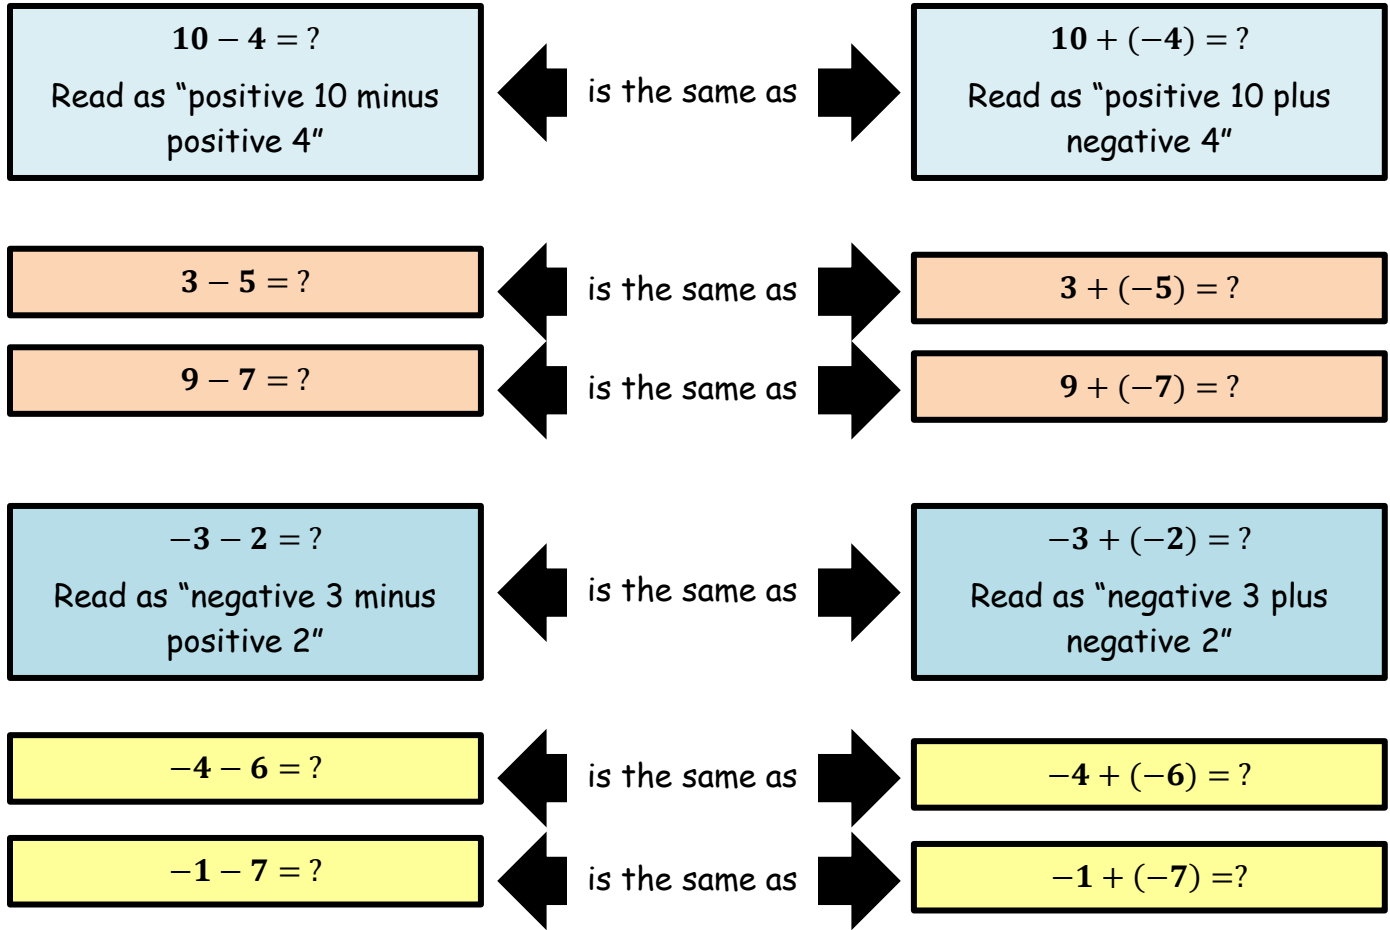 10 − 4 = ?
Read as “positive 10 minus
positive 4”
is the same as
10 + (−4) = ?
Read as “positive 10 plus
negative 4”
3 − 5 = ?
is the same as
3 + (−5) = ?
9 − 7 = ?
is the same as
9 + (−7) = ?
−3 − 2 = ?
Read as “negative 3 minus
positive 2”
is the same as
−3 + (−2) = ?
Read as “negative 3 plus
negative 2”
−4 − 6 = ?
is the same as
−4 + (−6) = ?
−1 − 7 = ?
is the same as
−1 + (−7) =?